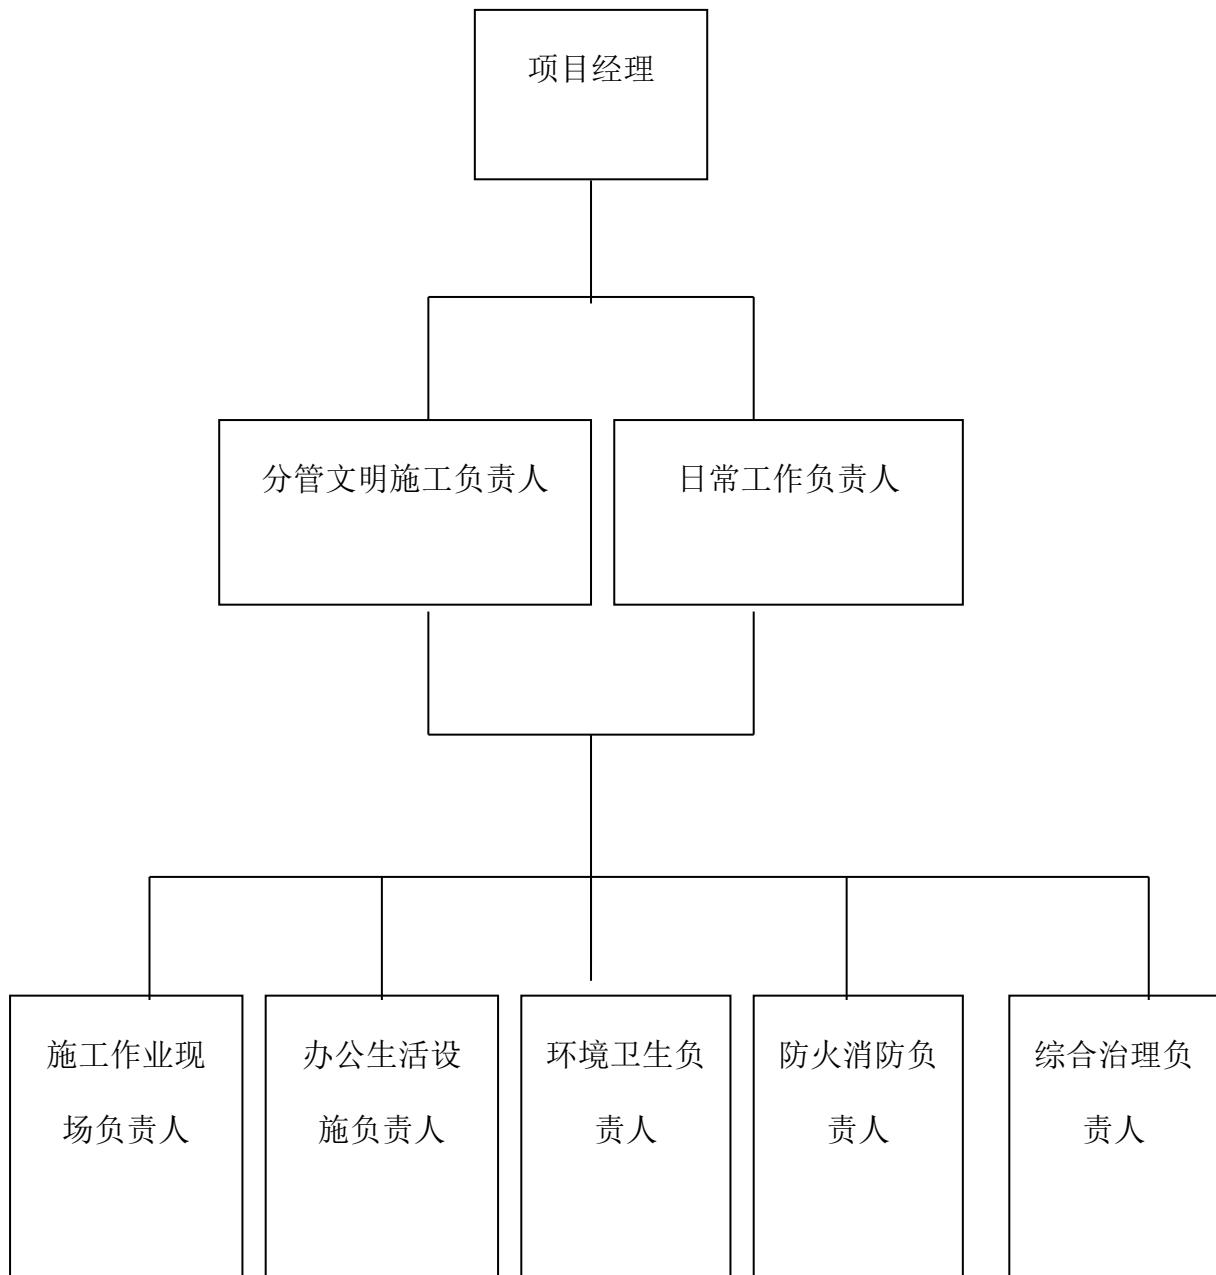 项目经理
分管文明施工负责人
日常工作负责人
施工作业现
场负责人
办公生活设
施负责人
环境卫生负
责人
防火消防负
责人
综合治理负
责人